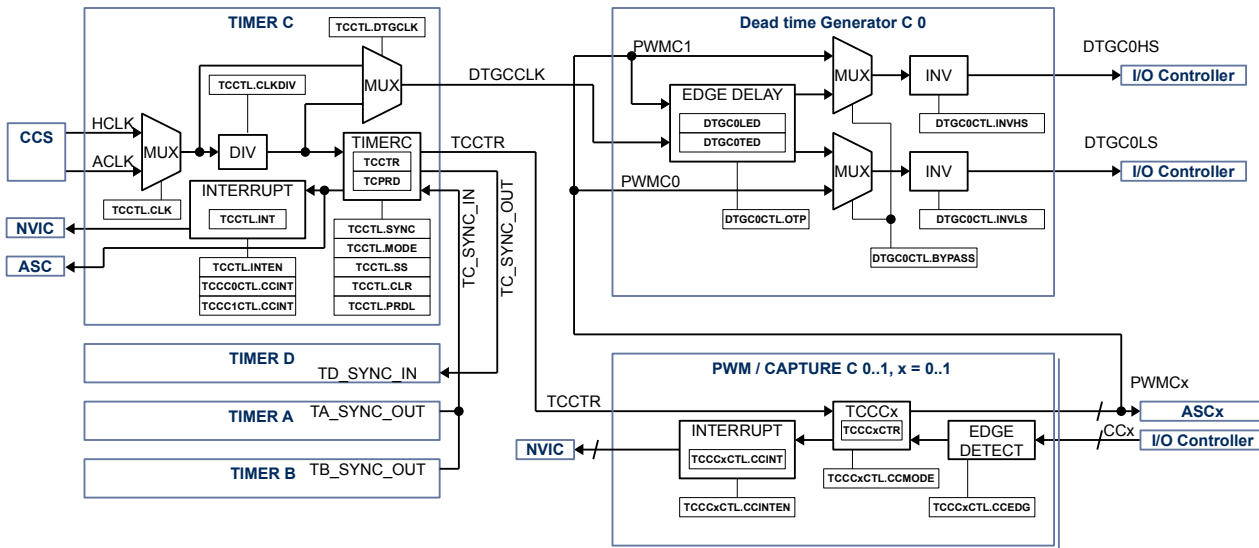 TIMER C
TCCTL.DTGCLK
MUX
TCCTL.CLKDIV
CCS
HCLK
ACLK
MUX
DIV
TIMERC
TCCTR
TCPRD
TCCTL.CLK
INTERRUPT
TCCTL.INT
NVIC
ASC
TCCTL.INTEN
TCCC0CTL.CCINT
TCCC1CTL.CCINT
TCCTL.SYNC
TCCTL.MODE
TCCTL.SS
TCCTL.CLR
TCCTL.PRDL
DTGCCLK
TCCTR
TC_SYNC_IN
TC_SYNC_OUT
TIMER D
TD_SYNC_IN
TIMER A
TA_SYNC_OUT
TIMER B
TB_SYNC_OUT
Dead time Generator C 0
PWMC1
EDGE DELAY
DTGC0LED
DTGC0TED
PWMC0
DTGC0CTL.OTP
MUX
MUX
INV
DTGC0CTL.INVHS
INV
DTGC0CTL.INVLS
DTGC0CTL.BYPASS
DTGC0HS
I/O Controller
DTGC0LS
I/O Controller
PWM / CAPTURE C 0..1, x = 0..1
TCCTR
TCCCx
TCCCxCTR
PWMCx
ASCx
CCx
I/O Controller
NVIC
INTERRUPT
TCCCxCTL.CCINT
EDGE
DETECT
TCCCxCTL.CCMODE
TCCCxCTL.CCINTEN
TCCCxCTL.CCEDG